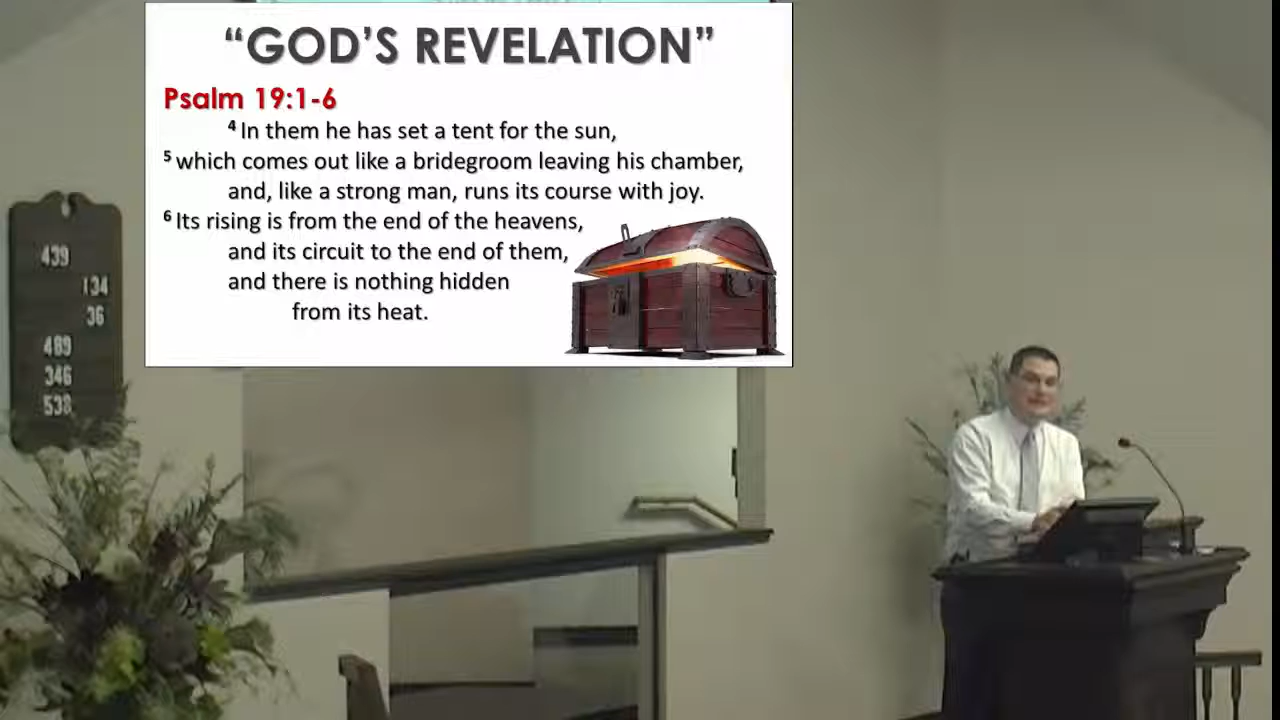 “GOD’S REVELATION”
Psalm 19:1-6
⁴ In them he has set a tent for the sun,
⁵ which comes out like a bridegroom leaving his chamber,
and, like a strong man, runs its course with joy.
⁶ Its rising is from the end of the heavens,
and its circuit to the end of them,
and there is nothing hidden
from its heat.
439
134
36
489
346
538